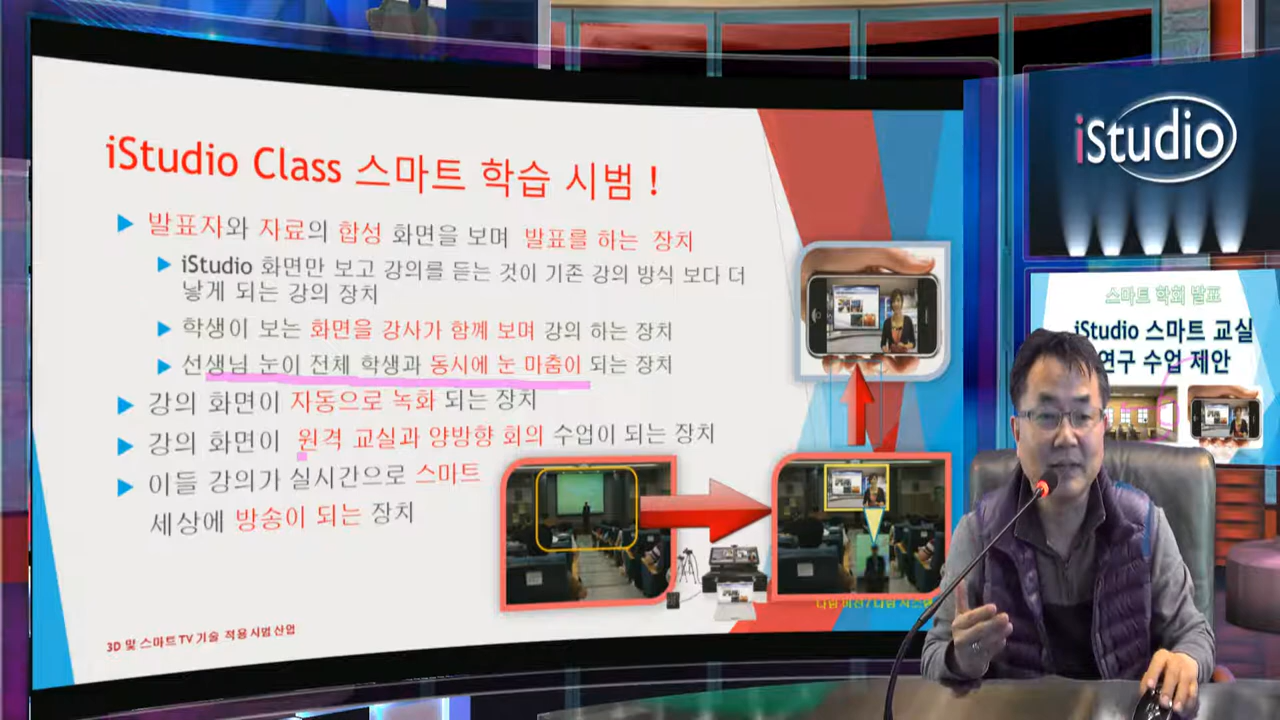 iStudio Class 스마트 학습 시범 !
발표자와 자료의 합성 화면을 보며 발표를 하는 장치
iStudio 화면만 보고 강의를 듣는 것이 기존 강의 방식 보다 더
낳게 되는 강의 장치
학생이 보는 화면을 강사가 함께 보며 강의 하는 장치
선생님 눈이 전체 학생과 동시에 눈 마춤이 되는 장치
강의 화면이 자동으로 녹화 되는 장치
강의 화면이 원격 교실과 양방향 회의 수업이 되는 장치
이들 강의가 실시간으로 스마트
세상에 방송이 되는 장치
3D 및 스마트TV 기술 적용 시범 산업
iStudio
스마트 학회 발표
iStudio 스마트 교실
연구 수업 제안